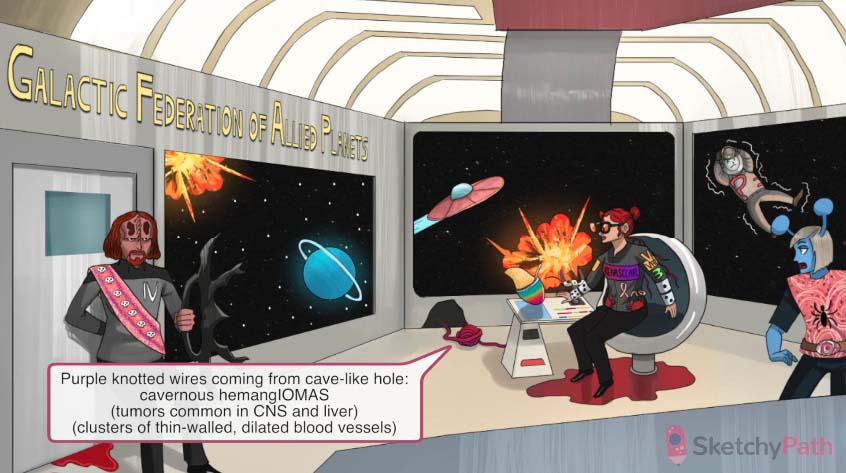 GALACTIC FEDERATION OF ALLIED PLANETS
IV
Purple knotted wires coming from cave-like hole:
cavernous hemangIOMAS
(tumors common in CNS and liver)
(clusters of thin-walled, dilated blood vessels)
SketchyPath